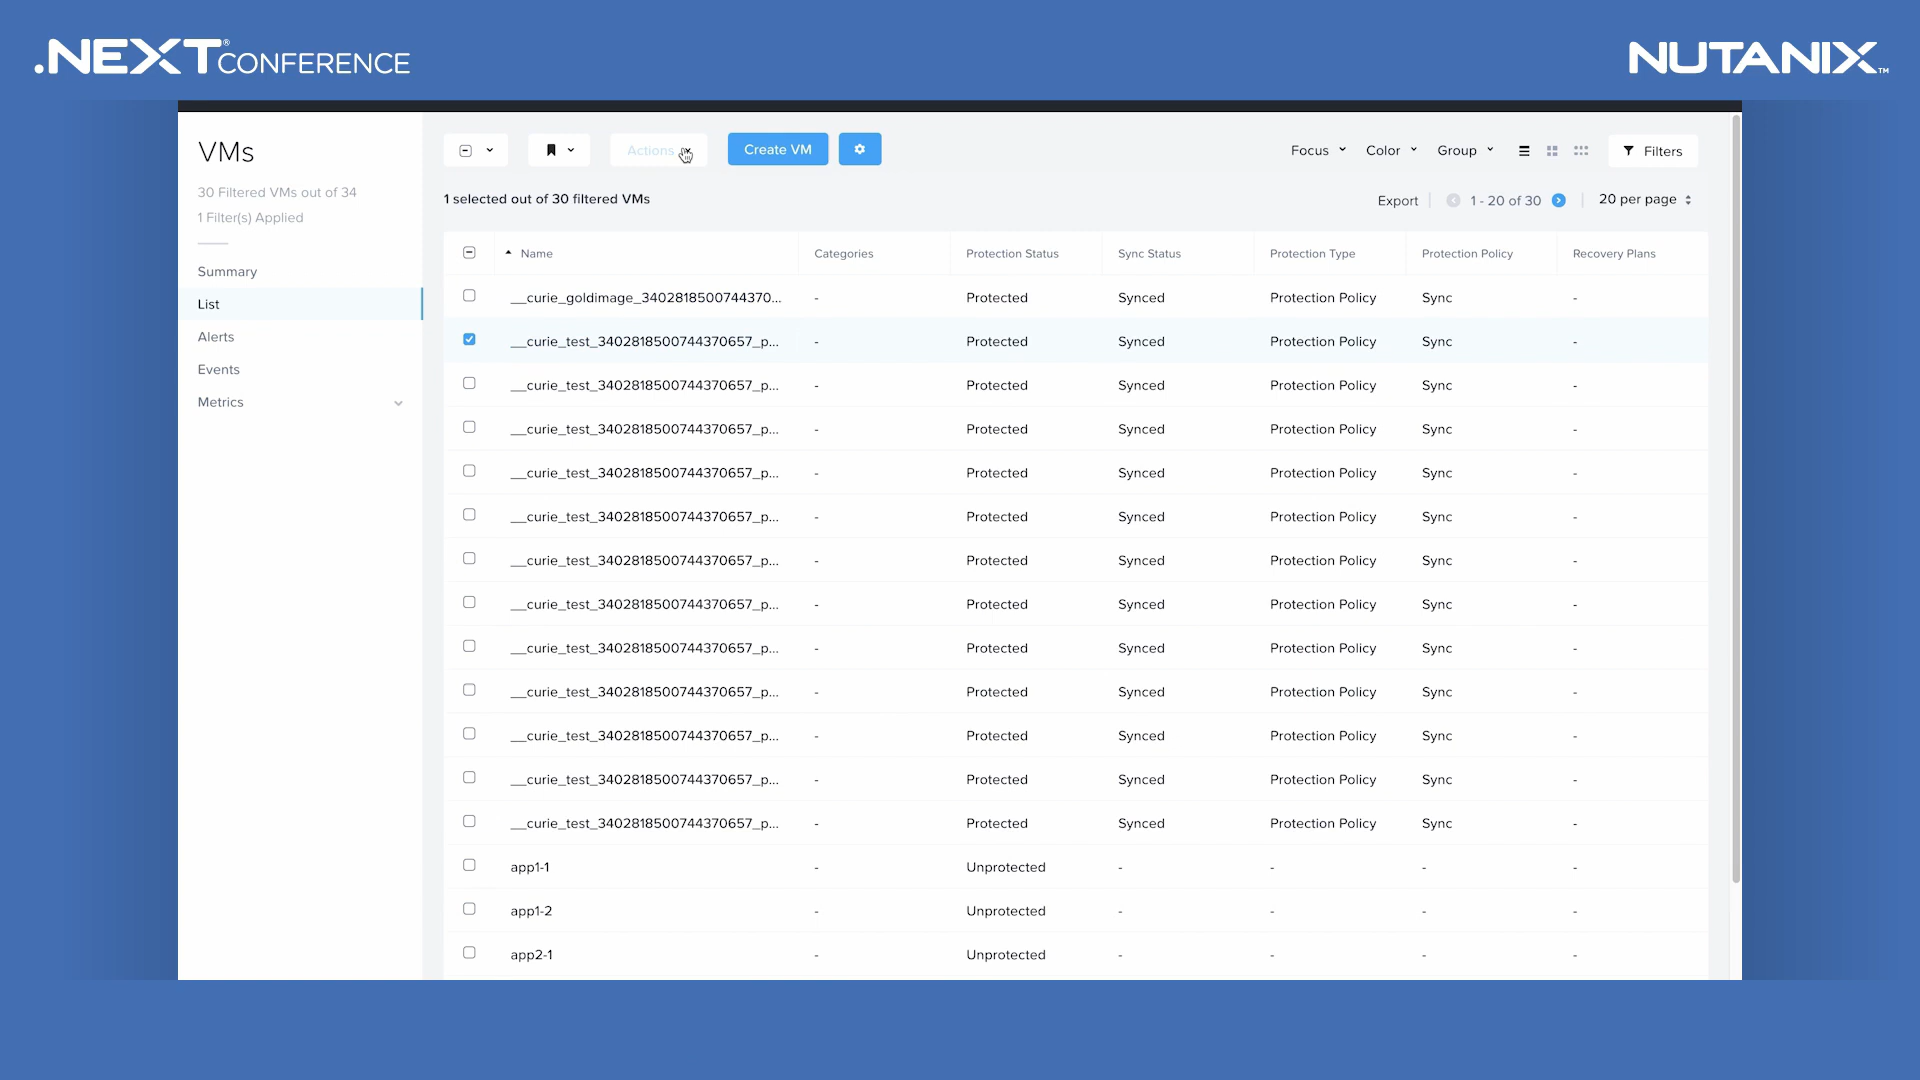 .NEXT® CONFERENCE
NUTANIX™
VMs
30 Filtered VMs out of 34
1 Filter(s) Applied
Summary
List
Alerts
Events
Metrics
Actions
Create VM
Focus
Color
Group
Filters
1 selected out of 30 filtered VMs
Export
1 - 20 of 30
20 per page
Name Categories Protection Status Sync Status Protection Type Protection Policy Recovery Plans
__curie_goldimage_3402818500744370... - Protected Synced Protection Policy Sync -
__curie_test_3402818500744370657_p... - Protected Synced Protection Policy Sync -
__curie_test_3402818500744370657_p... - Protected Synced Protection Policy Sync -
__curie_test_3402818500744370657_p... - Protected Synced Protection Policy Sync -
__curie_test_3402818500744370657_p... - Protected Synced Protection Policy Sync -
__curie_test_3402818500744370657_p... - Protected Synced Protection Policy Sync -
__curie_test_3402818500744370657_p... - Protected Synced Protection Policy Sync -
__curie_test_3402818500744370657_p... - Protected Synced Protection Policy Sync -
__curie_test_3402818500744370657_p... - Protected Synced Protection Policy Sync -
__curie_test_3402818500744370657_p... - Protected Synced Protection Policy Sync -
__curie_test_3402818500744370657_p... - Protected Synced Protection Policy Sync -
__curie_test_3402818500744370657_p... - Protected Synced Protection Policy Sync -
__curie_test_3402818500744370657_p... - Protected Synced Protection Policy Sync -
app1-1 - Unprotected - - - -
app1-2 - Unprotected - - - -
app2-1 - Unprotected - - - -